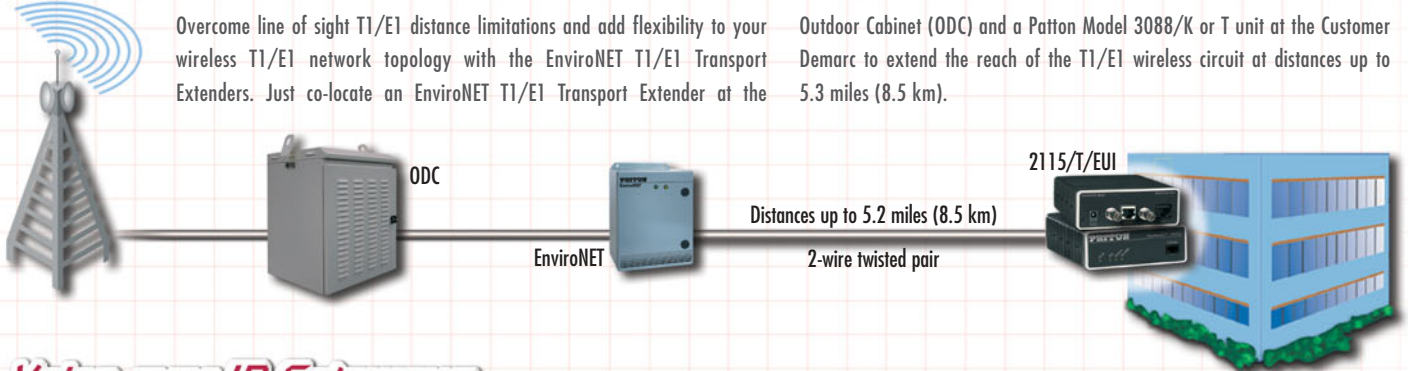 Overcome line of sight T1/E1 distance limitations and add flexibility to your
wireless T1/E1 network topology with the EnviroNET T1/E1 Transport
Extenders. Just co-locate an EnviroNET T1/E1 Transport Extender at the
Outdoor Cabinet (ODC) and a Patton Model 3088/K or T unit at the Customer
Demarc to extend the reach of the T1/E1 wireless circuit at distances up to
5.3 miles (8.5 km).
ODC
PATTON
EnviroNET
EnviroNET
Distances up to 5.2 miles (8.5 km)
2-wire twisted pair
2115/T/EUI
PATTON